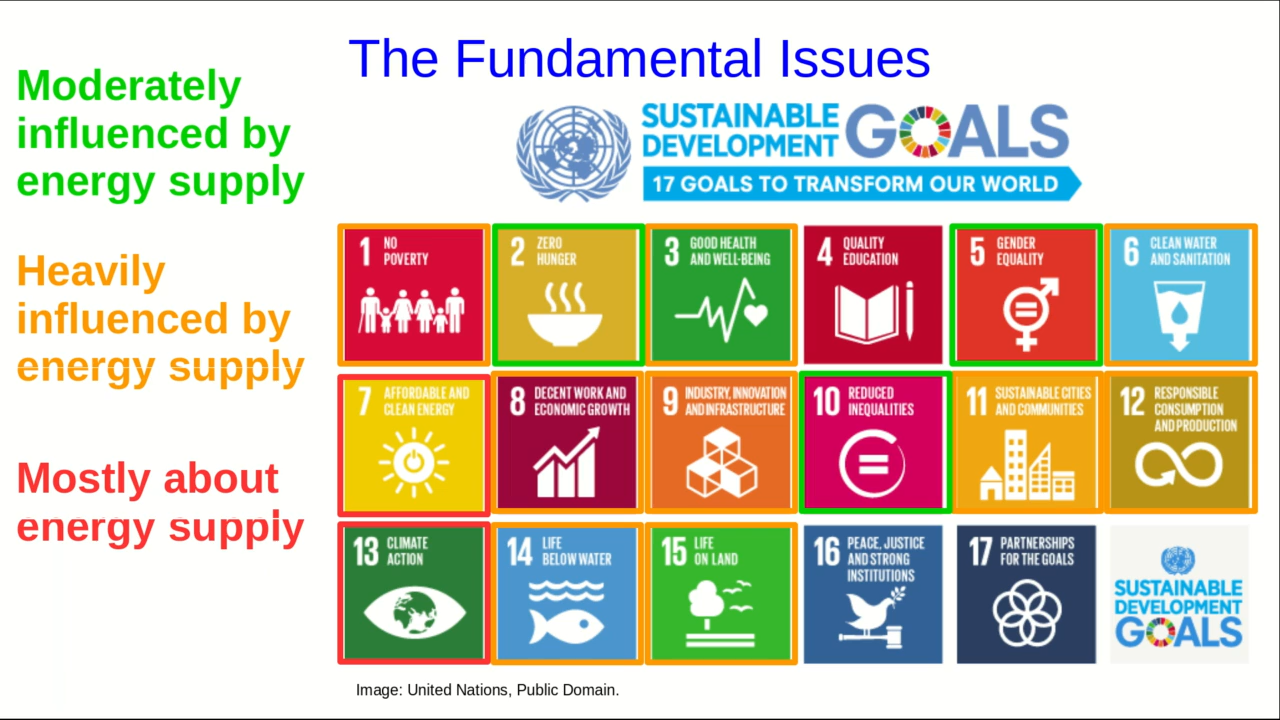 The Fundamental Issues
Moderately
influenced by
energy supply
Heavily
influenced by
energy supply
Mostly about
energy supply
SUSTAINABLE
DEVELOPMENT
GOALS
17 GOALS TO TRANSFORM OUR WORLD
1 NO
POVERTY
2 ZERO
HUNGER
3 GOOD HEALTH
AND WELL-BEING
4 QUALITY
EDUCATION
5 GENDER
EQUALITY
6 CLEAN WATER
AND SANITATION
7 AFFORDABLE AND
CLEAN ENERGY
8 DECENT WORK AND
ECONOMIC GROWTH
9 INDUSTRY, INNOVATION
AND INFRASTRUCTURE
10 REDUCED
INEQUALITIES
11 SUSTAINABLE CITIES
AND COMMUNITIES
12 RESPONSIBLE
CONSUMPTION
AND PRODUCTION
13 CLIMATE
ACTION
14 LIFE
BELOW WATER
15 LIFE
ON LAND
16 PEACE, JUSTICE
AND STRONG
INSTITUTIONS
17 PARTNERSHIPS
FOR THE GOALS
SUSTAINABLE
DEVELOPMENT
GOALS
Image: United Nations, Public Domain.